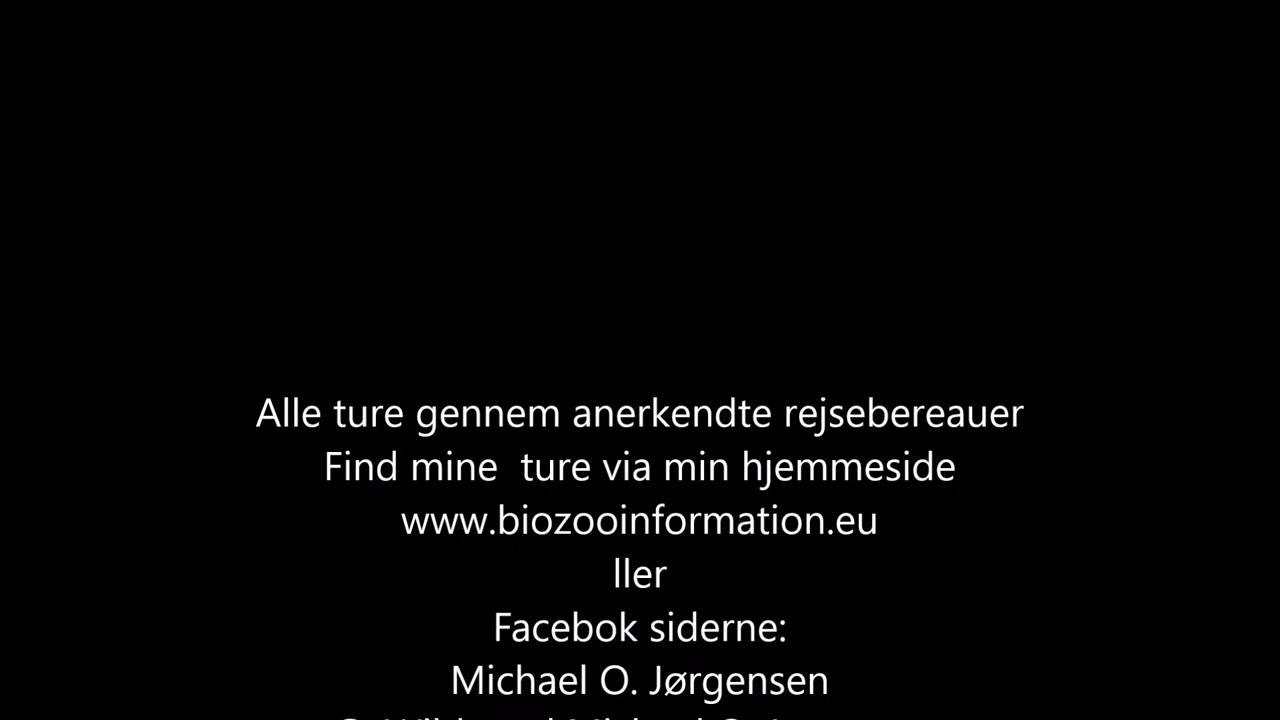 Alle ture gennem anerkendte rejsebereauer
Find mine  ture via min hjemmeside
www.biozooinformation.eu
ller
Facebok siderne:
Michael O. Jørgensen